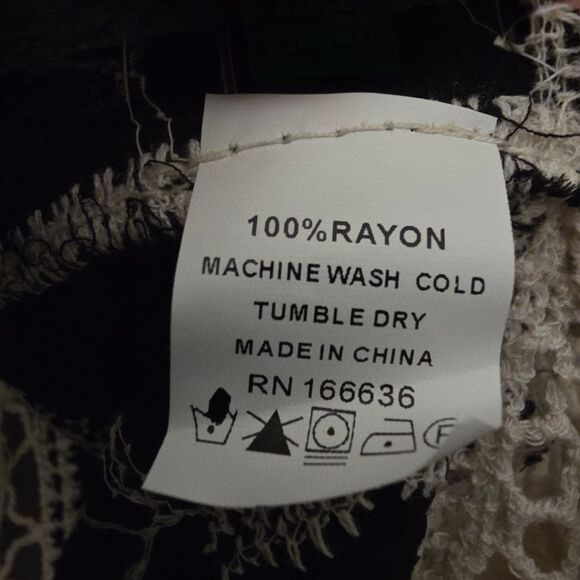 100%RAYON
MACHINE WASH COLD
TUMBLE DRY
MADE IN CHINA
RN 166636